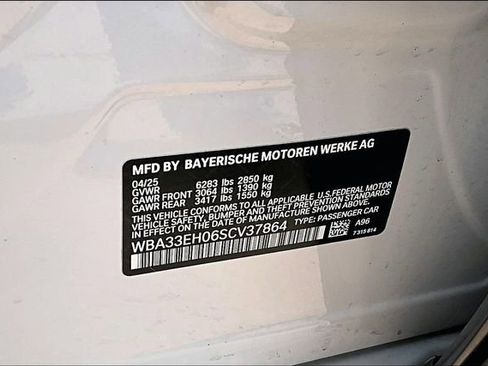 MFD BY BAYERISCHE MOTOREN WERKE AG
04/25 6283 lbs 2850 kg
GVWR
GAWR FRONT 3064 lbs 1390 kg
GAWR REAR 3417 lbs 1550 kg
THIS VEHICLE CONFORMS TO ALL APPLICABLE U.S.FEDERAL MOTOR
VEHICLE SAFETY, BUMPER, AND THEFT PREVENTION STANDARDS
IN EFFECT ON THE DATE OF MANUFACTURE SHOWN ABOVE.
WBA33EH06SCV37864 TYPE: PASSENGER CAR
A96
7 315 814